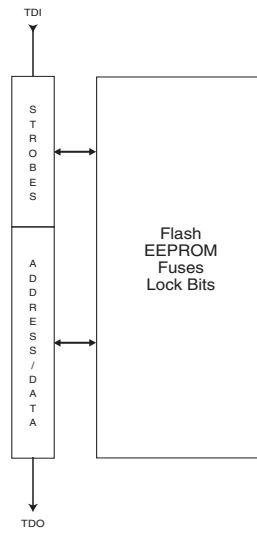 TDI
STROBES
ADDRESS/DATA
Flash
EEPROM
Fuses
Lock Bits
TDO